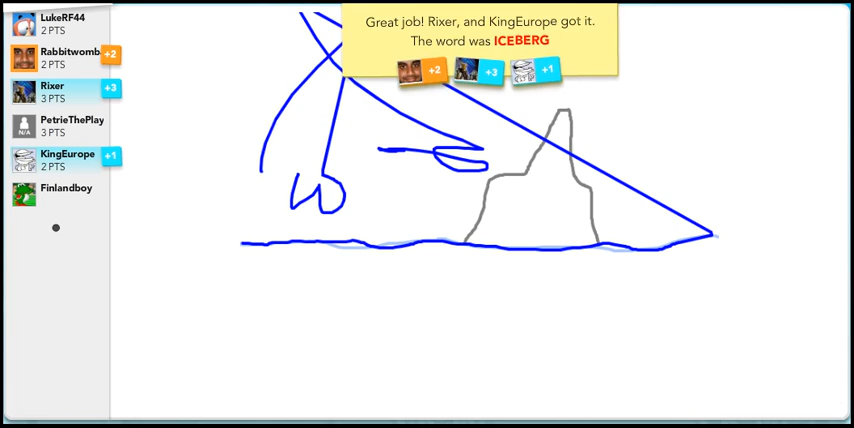 LukeRF44
2 PTS
Rabbitwomb
2 PTS
+2
Rixer
3 PTS
+3
N/A
PetrieThePlay
3 PTS
KingEurope
2 PTS
+1
Finlandboy
Great job! Rixer, and KingEurope got it.
The word was ICEBERG
+2 +3 +1